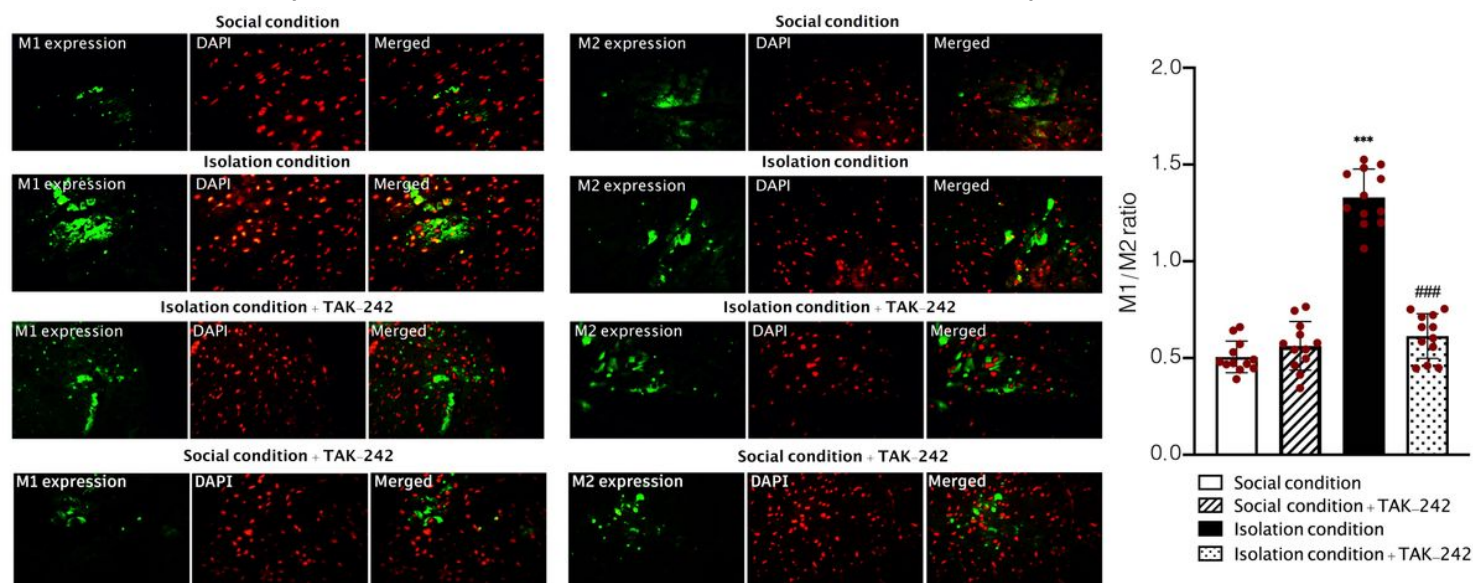 Social condition
M1 expression DAPI Merged
Isolation condition
M1 expression DAPI Merged
Isolation condition + TAK-242
M1 expression DAPI Merged
Social condition + TAK-242
M1 expression DAPI Merged
Social condition
M2 expression DAPI Merged
Isolation condition
M2 expression DAPI Merged
Isolation condition + TAK-242
M2 expression DAPI Merged
Social condition + TAK-242
M2 expression DAPI Merged
M1/M2 ratio
2.0
1.5
1.0
0.5
0.0
***
###
Social condition
Social condition + TAK-242
Isolation condition
Isolation condition + TAK-242